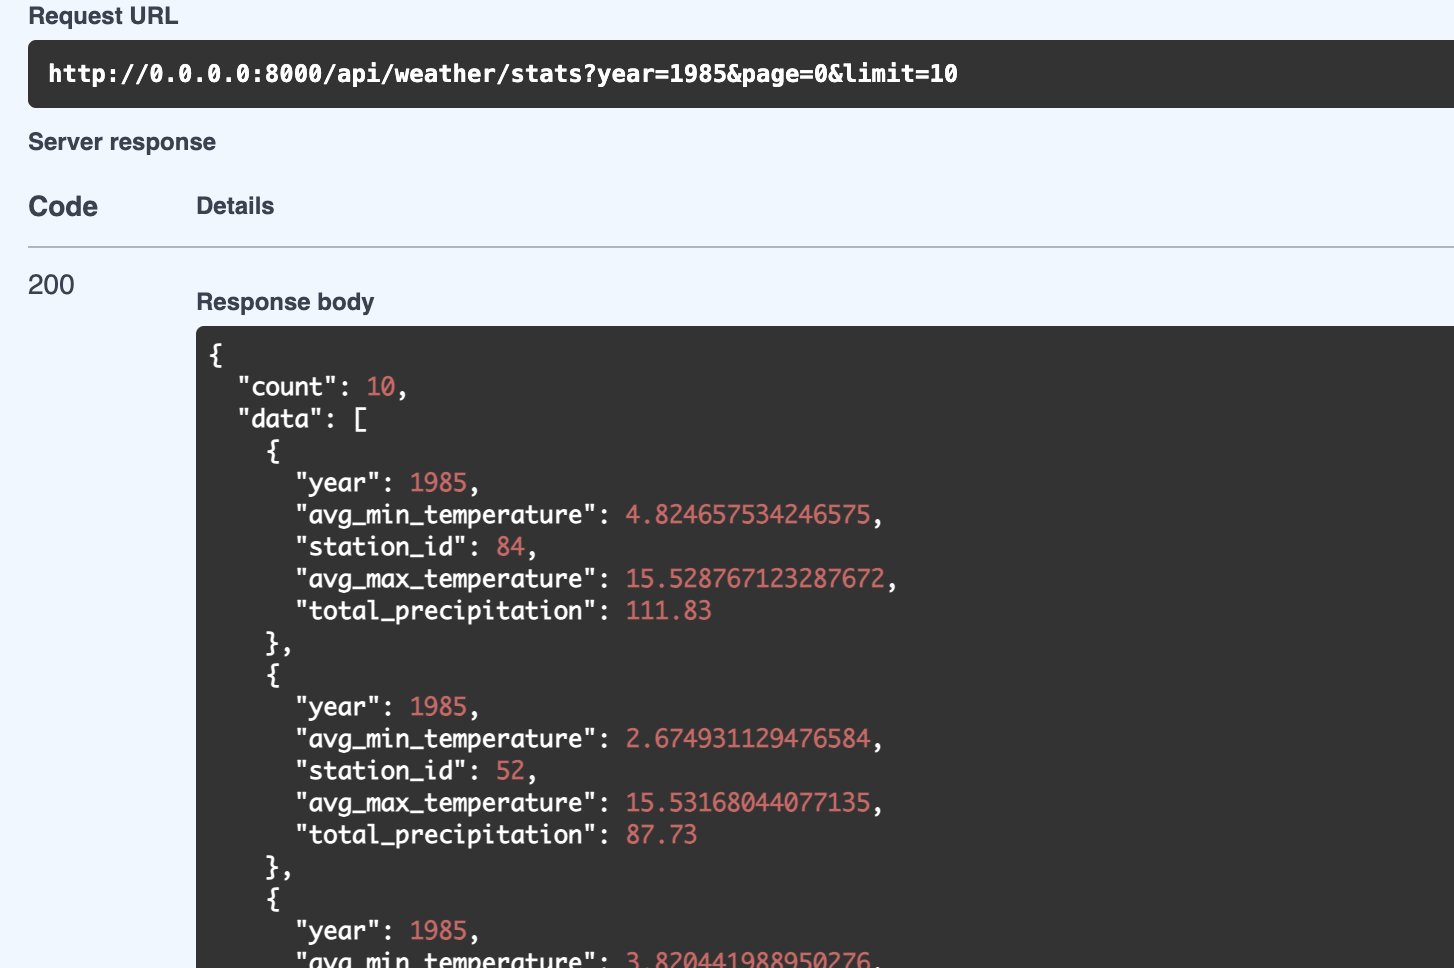 Request URL
http://0.0.0.0:8000/api/weather/stats?year=1985&page=0&limit=10
Server response
Code Details
200
Response body
{
"count": 10,
"data": [
{
"year": 1985,
"avg_min_temperature": 4.824657534246575,
"station_id": 84,
"avg_max_temperature": 15.528767123287672,
"total_precipitation": 111.83
},
{
"year": 1985,
"avg_min_temperature": 2.674931129476584,
"station_id": 52,
"avg_max_temperature": 15.53168044077135,
"total_precipitation": 87.73
},
{
"year": 1985,
"avg_min_temperature": 3.820441988950276,